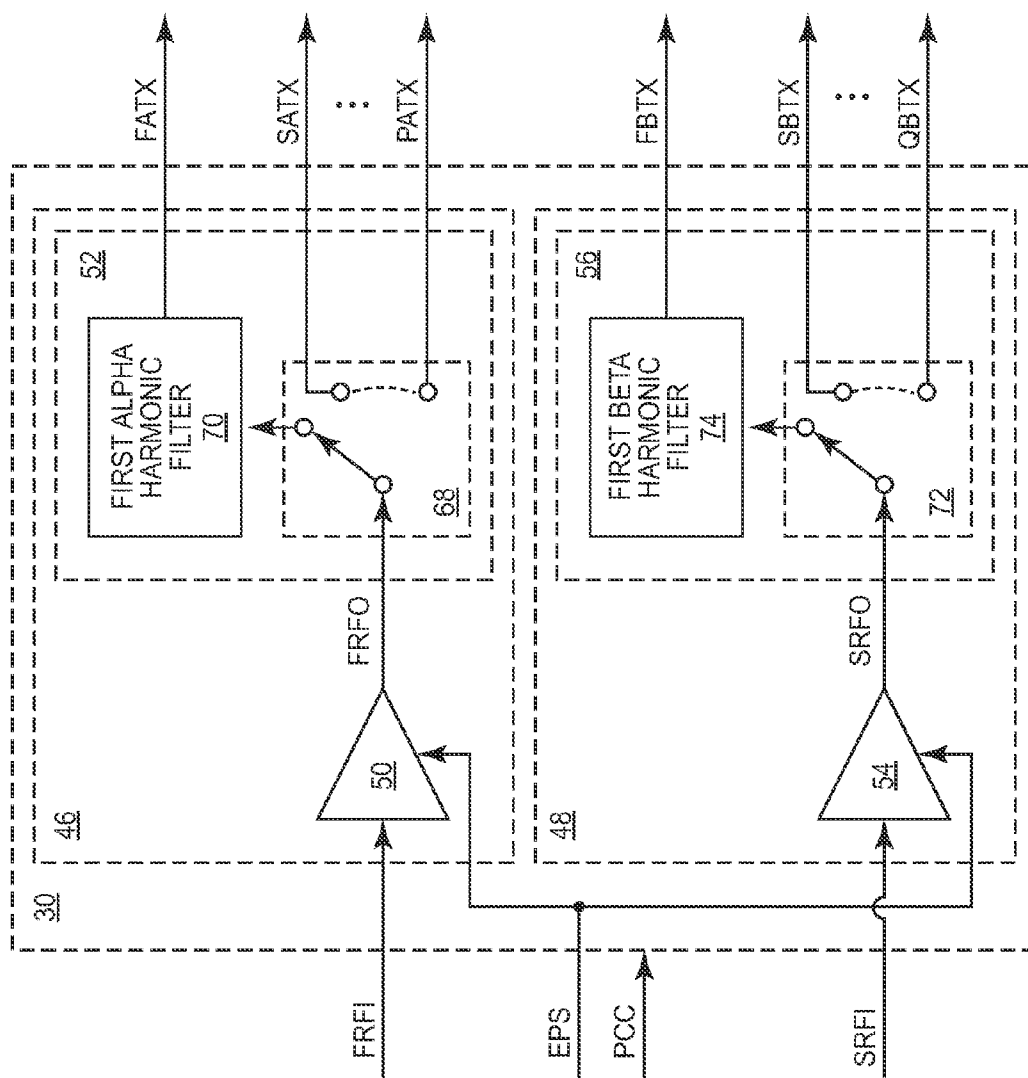 FATX
SATX
...
PATX
FBTX
SBTX
...
QBTX
52
FIRST ALPHA
HARMONIC
FILTER
70
68
56
FIRST BETA
HARMONIC
FILTER
74
72
FRFO
SRFO
50
54
46
48
30
FRFI
EPS
PCC
SRFI